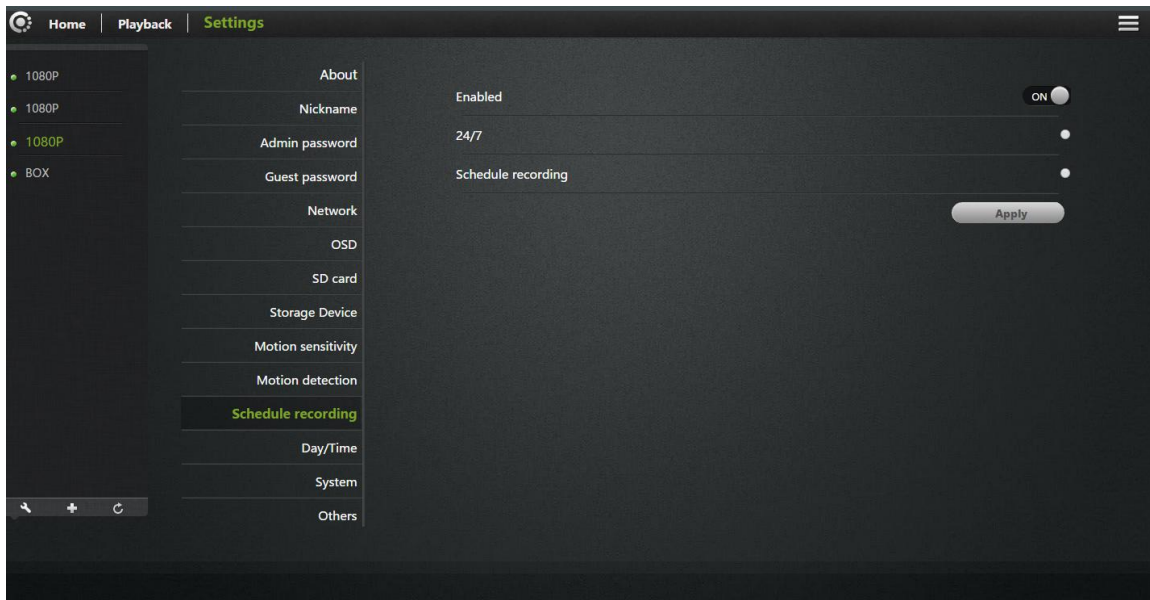 Home Playback Settings
1080P
1080P
1080P
BOX
About
Nickname
Admin password
Guest password
Network
OSD
SD card
Storage Device
Motion sensitivity
Motion detection
Schedule recording
Day/Time
System
Others
Enabled ON
24/7
Schedule recording
Apply